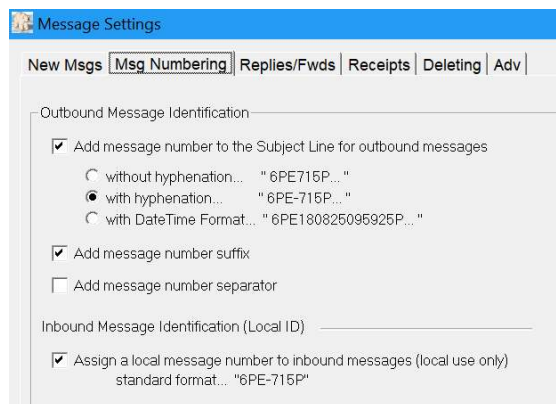 Message Settings
New Msgs Msg Numbering Replies/Fwds Receipts Deleting Adv
Outbound Message Identification
Add message number to the Subject Line for outbound messages
without hyphenation... " 6PE715P... "
with hyphenation... " 6PE-715P... "
with DateTime Format... " 6PE180825095925P... "
Add message number suffix
Add message number separator
Inbound Message Identification (Local ID)
Assign a local message number to inbound messages (local use only)
standard format... "6PE-715P"